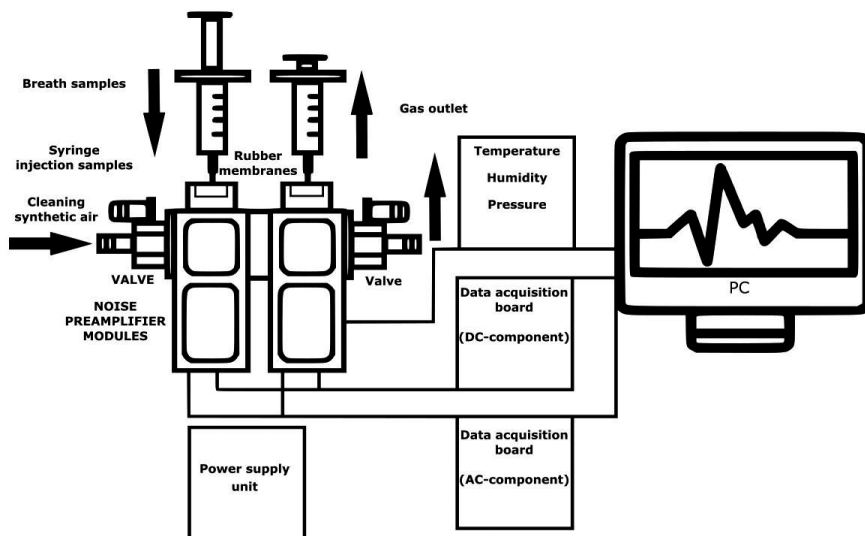 Breath samples
Gas outlet
Syringe
injection samples
Rubber
membranes
Temperature
Humidity
Pressure
Cleaning
synthetic air
VALVE
Valve
PC
NOISE
PREAMPLIFIER
MODULES
Data acquisition
board
(DC-component)
Data acquisition
board
(AC-component)
Power supply
unit